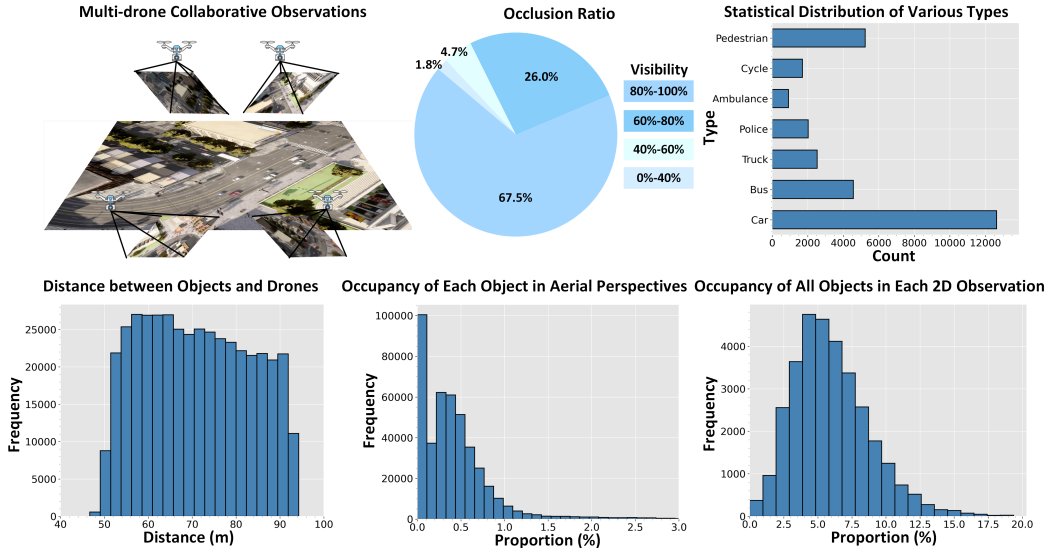 Multi-drone Collaborative Observations
Occlusion Ratio
4.7%
1.8%
26.0%
67.5%
Visibility
80%-100%
60%-80%
40%-60%
0%-40%
Statistical Distribution of Various Types
Type
Pedestrian
Cycle
Ambulance
Police
Truck
Bus
Car
0 2000 4000 6000 8000 10000 12000
Count
Distance between Objects and Drones
Frequency
25000
20000
15000
10000
5000
0
40 50 60 70 80 90 100
Distance (m)
Occupancy of Each Object in Aerial Perspectives
Frequency
100000
80000
60000
40000
20000
0
0.0 0.5 1.0 1.5 2.0 2.5 3.0
Proportion (%)
Occupancy of All Objects in Each 2D Observation
Frequency
4000
3000
2000
1000
0
0.0 2.5 5.0 7.5 10.0 12.5 15.0 17.5 20.0
Proportion (%)